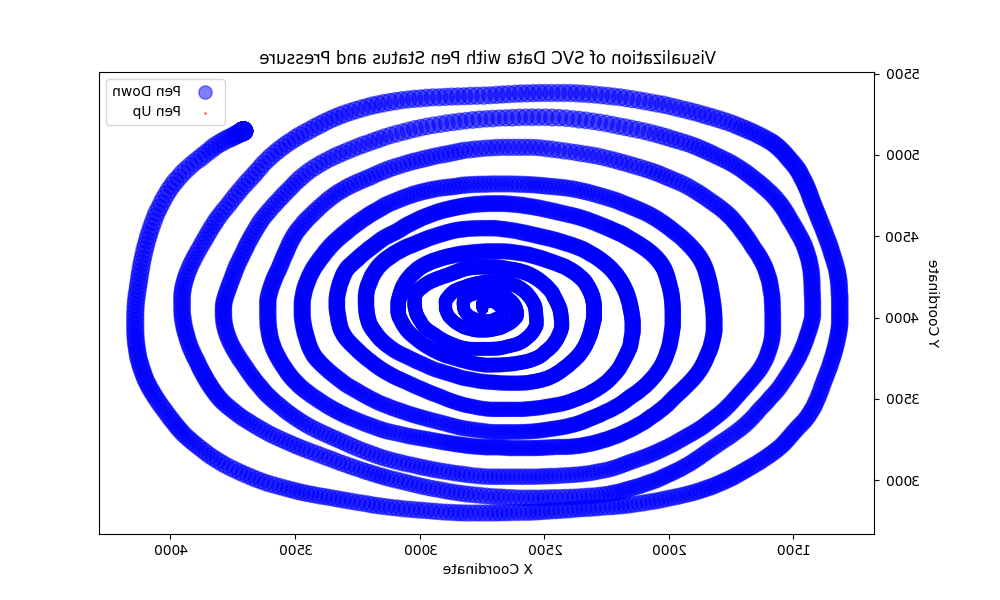 Visualization of SVC Data with Pen Status and Pressure
Pen Down
Pen Up
5500
5000
4500
4000
3500
3000
Y Coordinate
4000
3500
3000
2500
2000
1500
X Coordinate